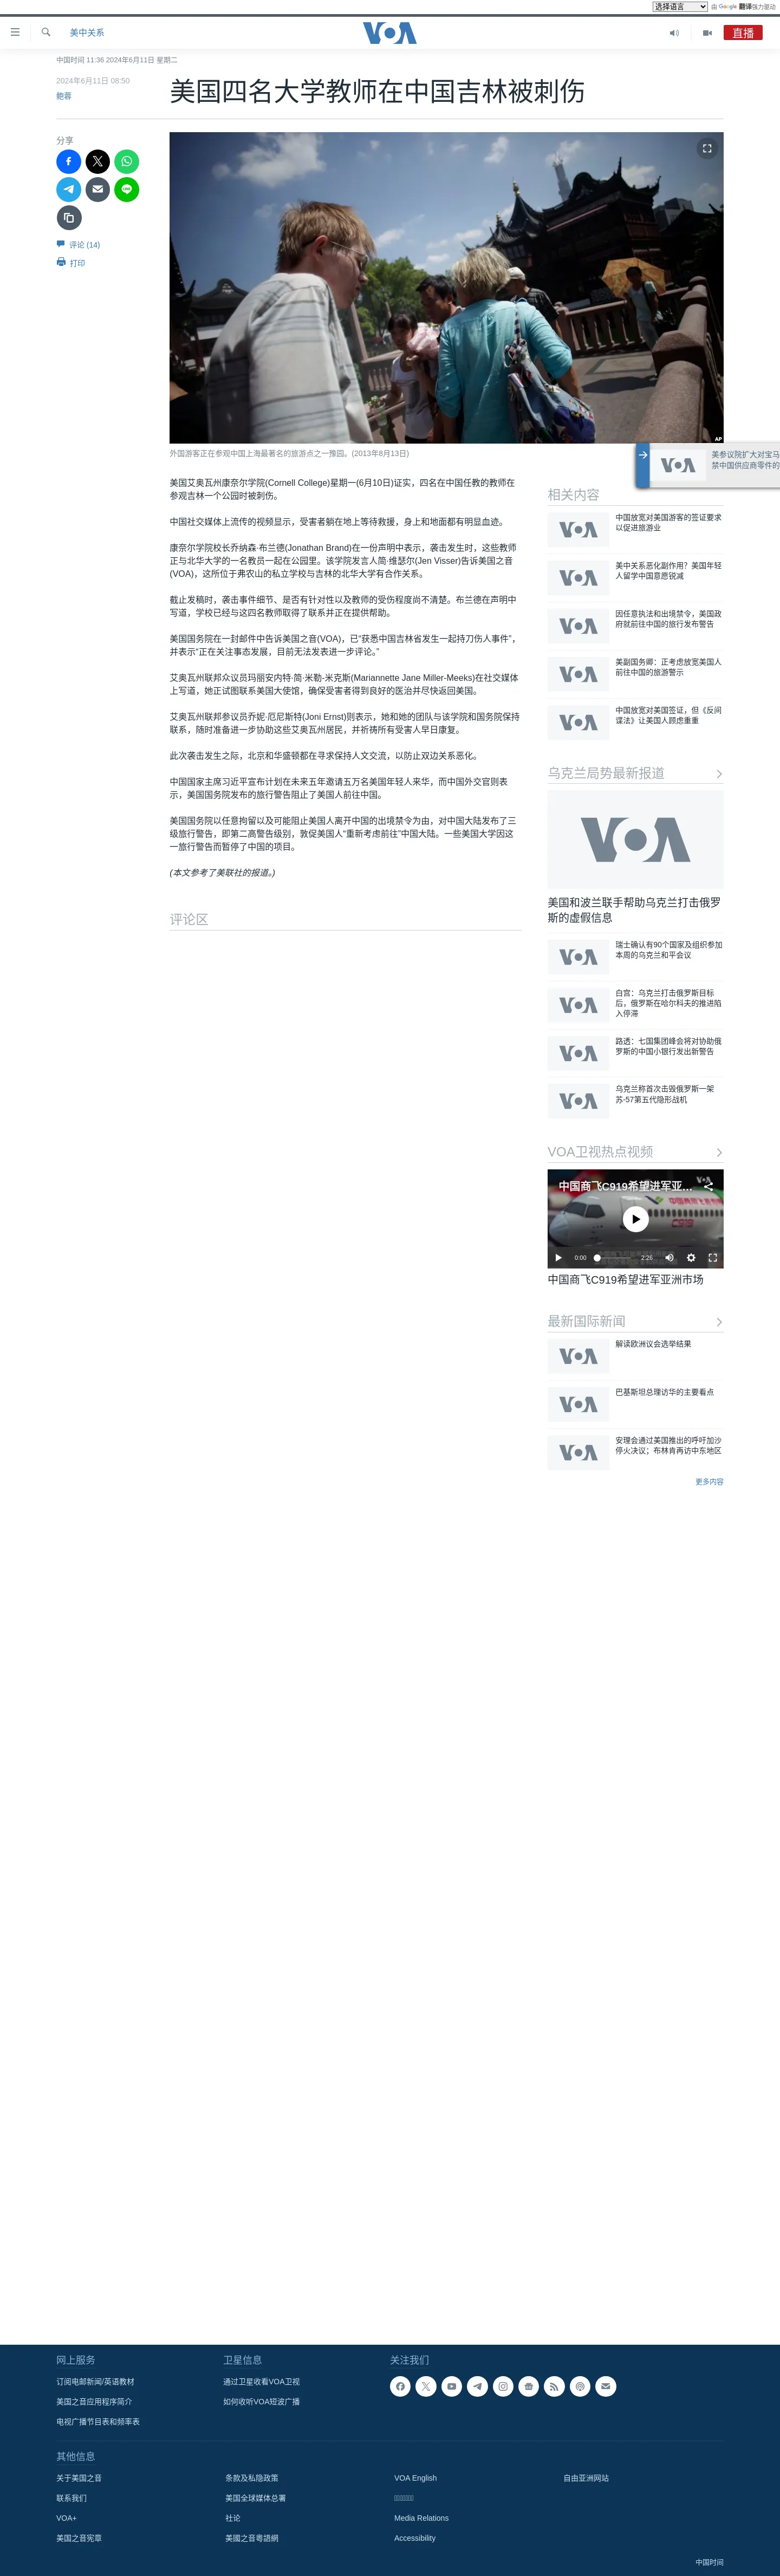 选择语言
由 Google 翻译强力驱动
美中关系
VOA
直播
中国时间 11:36 2024年6月11日 星期二
2024年6月11日 08:50
鲍蓉
美国四名大学教师在中国吉林被刺伤
分享
评论 (14)
打印
AP
外国游客正在参观中国上海最著名的旅游点之一豫园。(2013年8月13日)
美参议院扩大对宝马
禁中国供应商零件的
美国艾奥瓦州康奈尔学院(Cornell College)星期一(6月10日)证实，四名在中国任教的教师在
参观吉林一个公园时被刺伤。
中国社交媒体上流传的视频显示，受害者躺在地上等待救援，身上和地面都有明显血迹。
康奈尔学院校长乔纳森·布兰德(Jonathan Brand)在一份声明中表示，袭击发生时，这些教师
正与北华大学的一名教员一起在公园里。该学院发言人简·维瑟尔(Jen Visser)告诉美国之音
(VOA)，这所位于弗农山的私立学校与吉林的北华大学有合作关系。
截止发稿时，袭击事件细节、是否有针对性以及教师的受伤程度尚不清楚。布兰德在声明中
写道，学校已经与这四名教师取得了联系并正在提供帮助。
美国国务院在一封邮件中告诉美国之音(VOA)，已“获悉中国吉林省发生一起持刀伤人事件”，
并表示“正在关注事态发展，目前无法发表进一步评论。”
艾奥瓦州联邦众议员玛丽安内特·简·米勒-米克斯(Mariannette Jane Miller-Meeks)在社交媒体
上写道，她正试图联系美国大使馆，确保受害者得到良好的医治并尽快返回美国。
艾奥瓦州联邦参议员乔妮·厄尼斯特(Joni Ernst)则表示，她和她的团队与该学院和国务院保持
联系，随时准备进一步协助这些艾奥瓦州居民，并祈祷所有受害人早日康复。
此次袭击发生之际，北京和华盛顿都在寻求保持人文交流，以防止双边关系恶化。
中国国家主席习近平宣布计划在未来五年邀请五万名美国年轻人来华，而中国外交官则表
示，美国国务院发布的旅行警告阻止了美国人前往中国。
美国国务院以任意拘留以及可能阻止美国人离开中国的出境禁令为由，对中国大陆发布了三
级旅行警告，即第二高警告级别，敦促美国人“重新考虑前往”中国大陆。一些美国大学因这
一旅行警告而暂停了中国的项目。
(本文参考了美联社的报道。)
评论区
相关内容
VOA
中国放宽对美国游客的签证要求
以促进旅游业
VOA
美中关系恶化副作用？美国年轻
人留学中国意愿锐减
VOA
因任意执法和出境禁令，美国政
府就前往中国的旅行发布警告
VOA
美副国务卿：正考虑放宽美国人
前往中国的旅游警示
VOA
中国放宽对美国签证，但《反间
谍法》让美国人顾虑重重
乌克兰局势最新报道
VOA
美国和波兰联手帮助乌克兰打击俄罗
斯的虚假信息
VOA
瑞士确认有90个国家及组织参加
本周的乌克兰和平会议
VOA
白宫：乌克兰打击俄罗斯目标
后，俄罗斯在哈尔科夫的推进陷
入停滞
VOA
路透：七国集团峰会将对协助俄
罗斯的中国小银行发出新警告
VOA
乌克兰称首次击毁俄罗斯一架
苏-57第五代隐形战机
VOA卫视热点视频
中国商飞C919希望进军亚...
0:00
2:26
中国商飞C919希望进军亚洲市场
最新国际新闻
VOA
解读欧洲议会选举结果
VOA
巴基斯坦总理访华的主要看点
VOA
安理会通过美国推出的呼吁加沙
停火决议；布林肯再访中东地区
更多内容
网上服务
订阅电邮新闻/英语教材
美国之音应用程序简介
电视广播节目表和频率表
卫星信息
通过卫星收看VOA卫视
如何收听VOA短波广播
关注我们
其他信息
关于美国之音
联系我们
VOA+
美国之音宪章
条款及私隐政策
美国全球媒体总署
社论
美國之音粵語網
VOA English
Media Relations
Accessibility
自由亚洲网站
中国时间